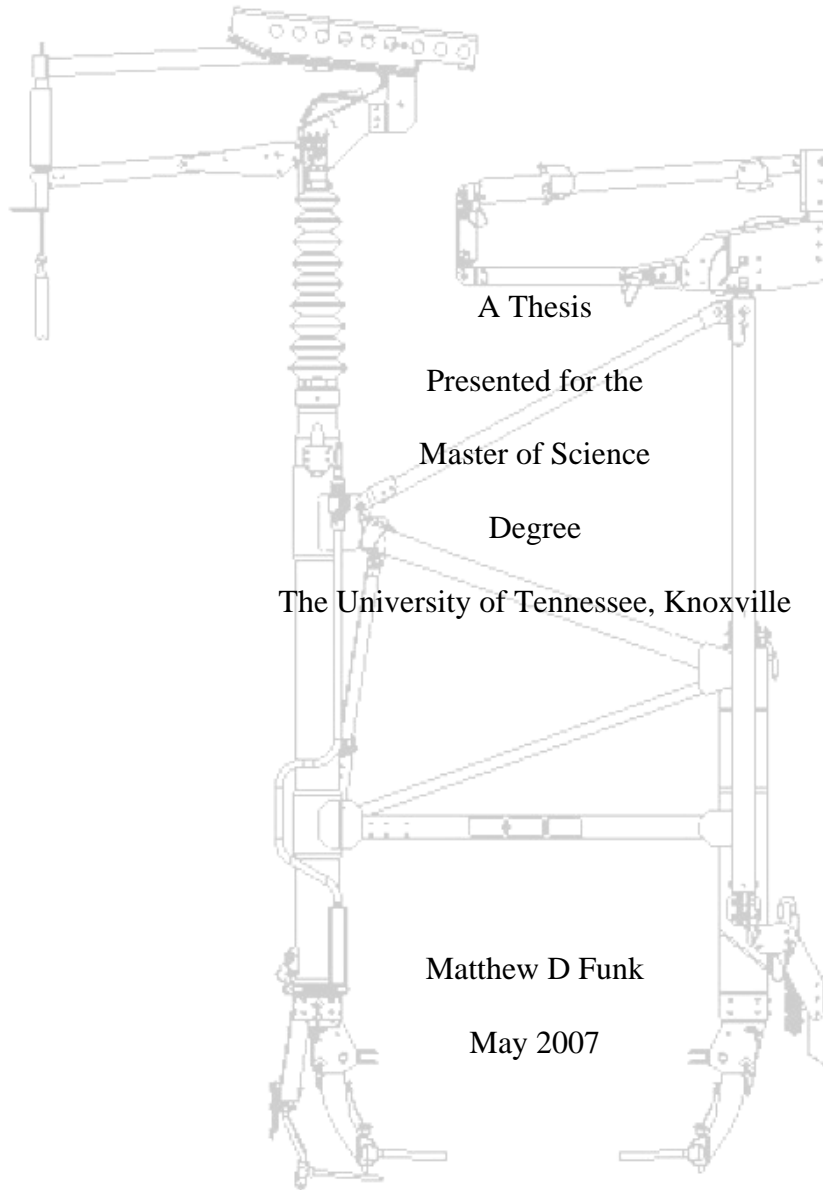 A Thesis
Presented for the
Master of Science
Degree
The University of Tennessee, Knoxville
Matthew D Funk
May 2007